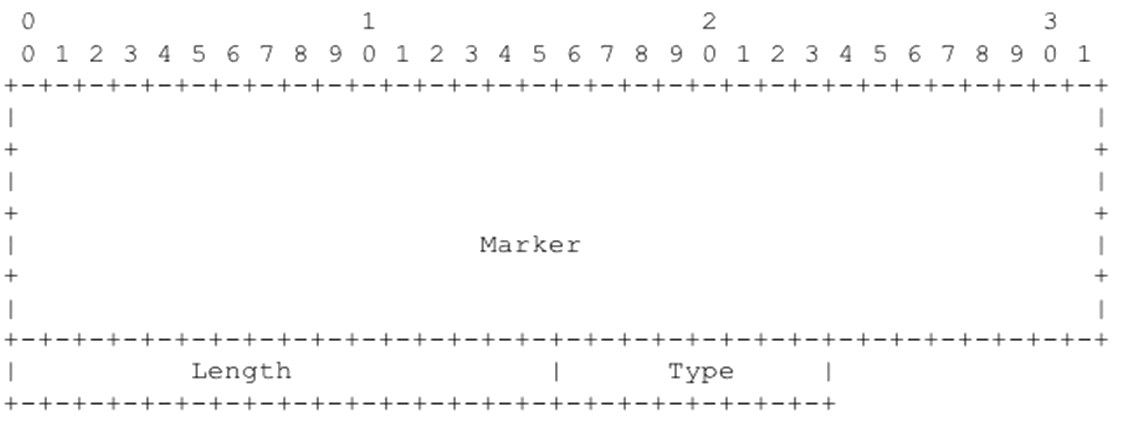 0                   1                   2                   3
  0 1 2 3 4 5 6 7 8 9 0 1 2 3 4 5 6 7 8 9 0 1 2 3 4 5 6 7 8 9 0 1
+-+-+-+-+-+-+-+-+-+-+-+-+-+-+-+-+-+-+-+-+-+-+-+-+-+-+-+-+-+-+-+-+
|                                                               |
+                                                               +
|                                                               |
+                                                               +
|                           Marker                              |
+                                                               +
|                                                               |
+-+-+-+-+-+-+-+-+-+-+-+-+-+-+-+-+-+-+-+-+-+-+-+-+-+-+-+-+-+-+-+-+
|          Length               |      Type     |
+-+-+-+-+-+-+-+-+-+-+-+-+-+-+-+-+-+-+-+-+-+-+-+-+